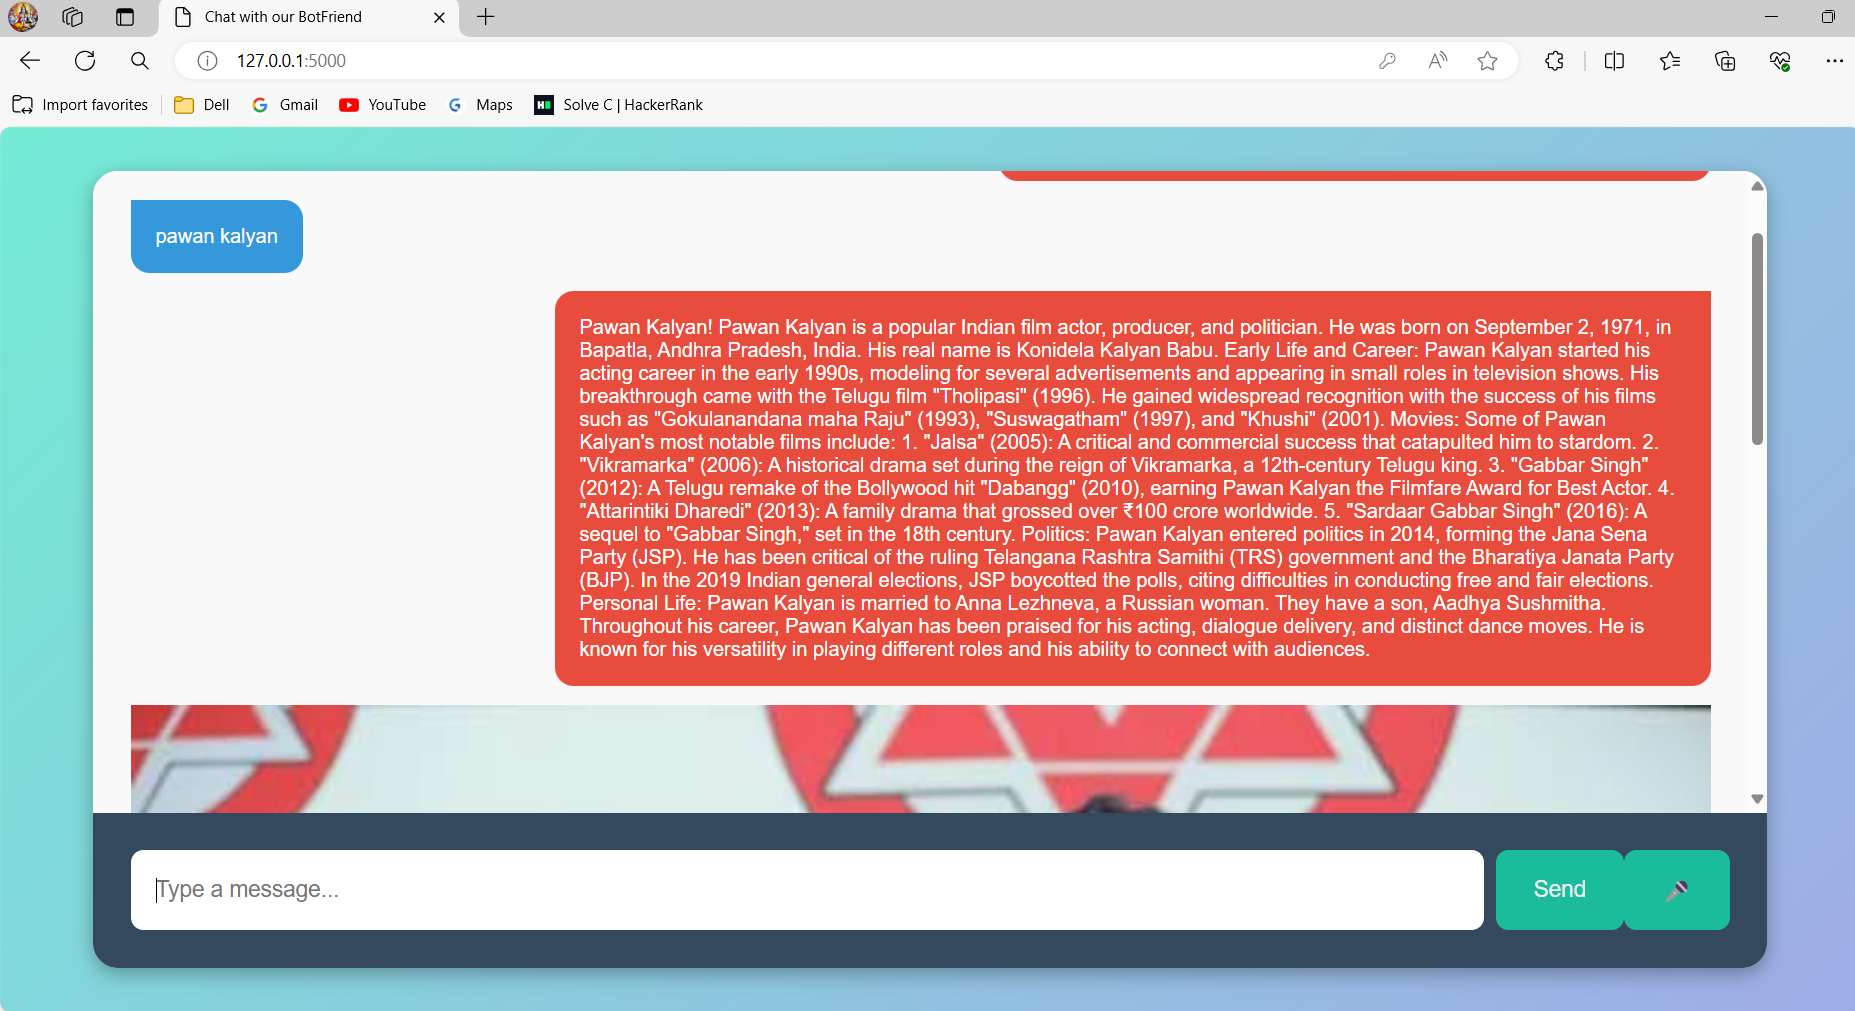 Chat with our BotFriend
127.0.0.1:5000
Import favorites
Dell
Gmail
YouTube
Maps
Solve C | HackerRank
pawan kalyan
Pawan Kalyan! Pawan Kalyan is a popular Indian film actor, producer, and politician. He was born on September 2, 1971, in
Bapatla, Andhra Pradesh, India. His real name is Konidela Kalyan Babu. Early Life and Career: Pawan Kalyan started his
acting career in the early 1990s, modeling for several advertisements and appearing in small roles in television shows. His
breakthrough came with the Telugu film "Tholipasi" (1996). He gained widespread recognition with the success of his films
such as "Gokulanandana maha Raju" (1993), "Suswagatham" (1997), and "Khushi" (2001). Movies: Some of Pawan
Kalyan's most notable films include: 1. "Jalsa" (2005): A critical and commercial success that catapulted him to stardom. 2.
"Vikramarka" (2006): A historical drama set during the reign of Vikramarka, a 12th-century Telugu king. 3. "Gabbar Singh"
(2012): A Telugu remake of the Bollywood hit "Dabangg" (2010), earning Pawan Kalyan the Filmfare Award for Best Actor. 4.
"Attarintiki Dharedi" (2013): A family drama that grossed over ₹100 crore worldwide. 5. "Sardaar Gabbar Singh" (2016): A
sequel to "Gabbar Singh," set in the 18th century. Politics: Pawan Kalyan entered politics in 2014, forming the Jana Sena
Party (JSP). He has been critical of the ruling Telangana Rashtra Samithi (TRS) government and the Bharatiya Janata Party
(BJP). In the 2019 Indian general elections, JSP boycotted the polls, citing difficulties in conducting free and fair elections.
Personal Life: Pawan Kalyan is married to Anna Lezhneva, a Russian woman. They have a son, Aadhya Sushmitha.
Throughout his career, Pawan Kalyan has been praised for his acting, dialogue delivery, and distinct dance moves. He is
known for his versatility in playing different roles and his ability to connect with audiences.
Type a message...
Send